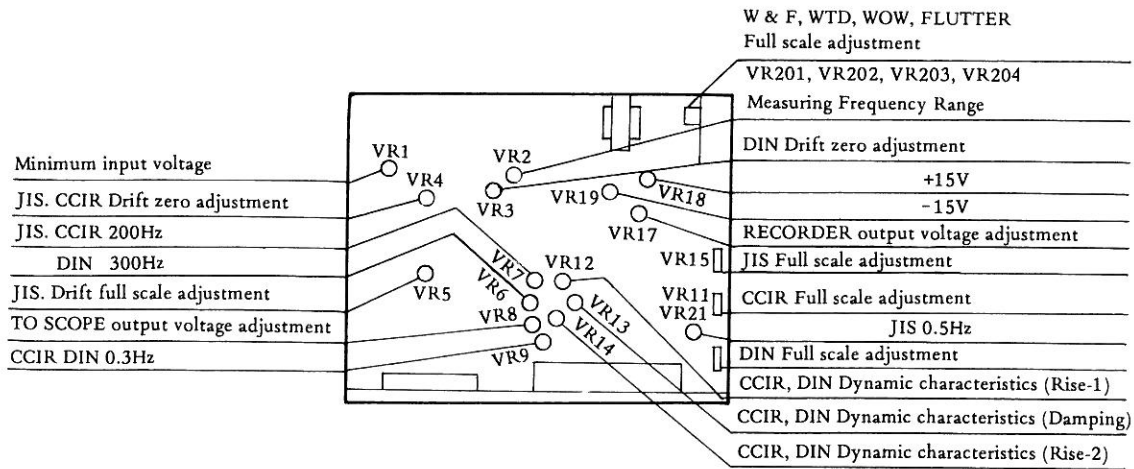 W & F, WTD, WOW, FLUTTER
Full scale adjustment
VR201, VR202, VR203, VR204
Measuring Frequency Range
DIN Drift zero adjustment
+15V
−15V
RECORDER output voltage adjustment
JIS Full scale adjustment
CCIR Full scale adjustment
JIS 0.5Hz
DIN Full scale adjustment
CCIR, DIN Dynamic characteristics (Rise-1)
CCIR, DIN Dynamic characteristics (Damping)
CCIR, DIN Dynamic characteristics (Rise-2)
Minimum input voltage
JIS. CCIR Drift zero adjustment
JIS. CCIR 200Hz
DIN 300Hz
JIS. Drift full scale adjustment
TO SCOPE output voltage adjustment
CCIR DIN 0.3Hz
VR1
VR2
VR4
VR3
VR19
VR18
VR17
VR5
VR7
VR12
VR15
VR6
VR11
VR8
VR13
VR21
VR14
VR9